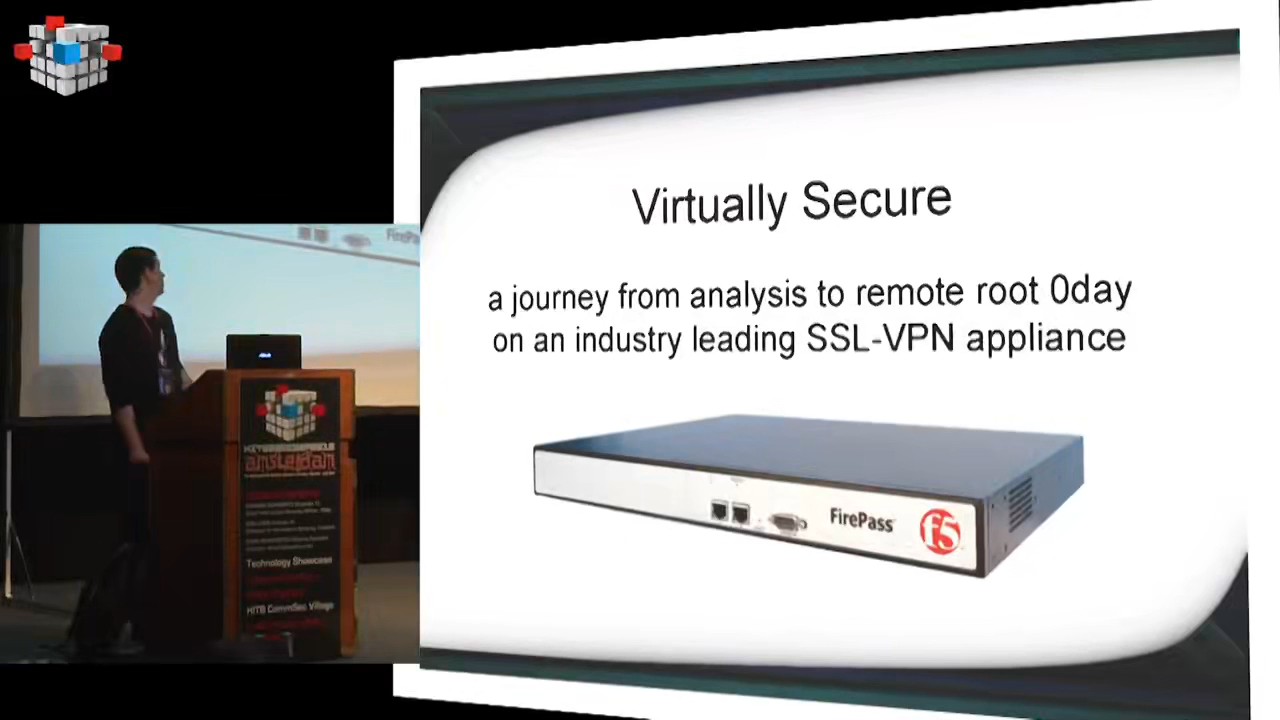 Virtually Secure
a journey from analysis to remote root 0day
on an industry leading SSL-VPN appliance
FirePass
f5
FirePas
amsterdam
Technology Showcase
HITB CommSec Village